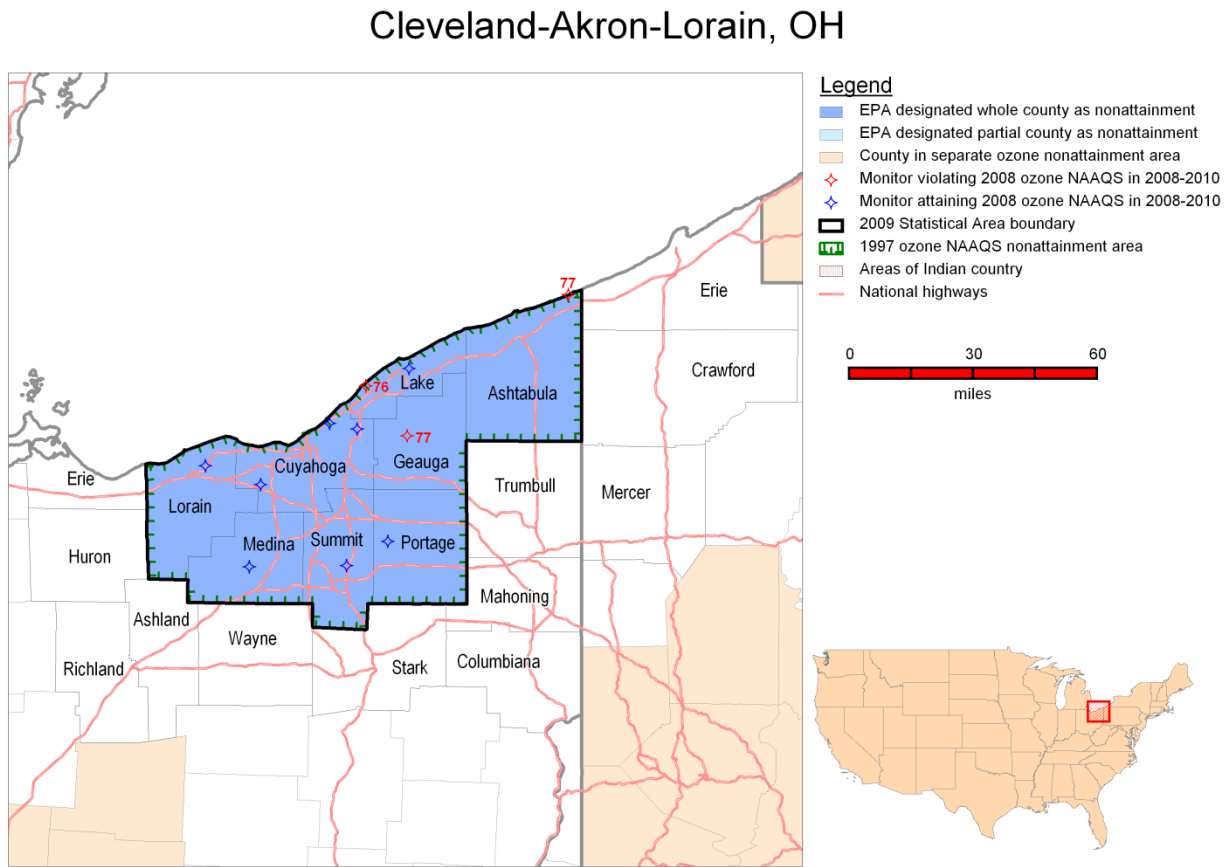 Cleveland-Akron-Lorain, OH
Legend
EPA designated whole county as nonattainment
EPA designated partial county as nonattainment
County in separate ozone nonattainment area
Monitor violating 2008 ozone NAAQS in 2008-2010
Monitor attaining 2008 ozone NAAQS in 2008-2010
2009 Statistical Area boundary
1997 ozone NAAQS nonattainment area
Areas of Indian country
National highways
0 30 60
miles
77
Erie
Crawford
76
Lake
Ashtabula
77
Cuyahoga
Geauga
Erie
Trumbull
Mercer
Lorain
Huron
Medina
Summit
Portage
Mahoning
Ashland
Wayne
Richland
Stark
Columbiana